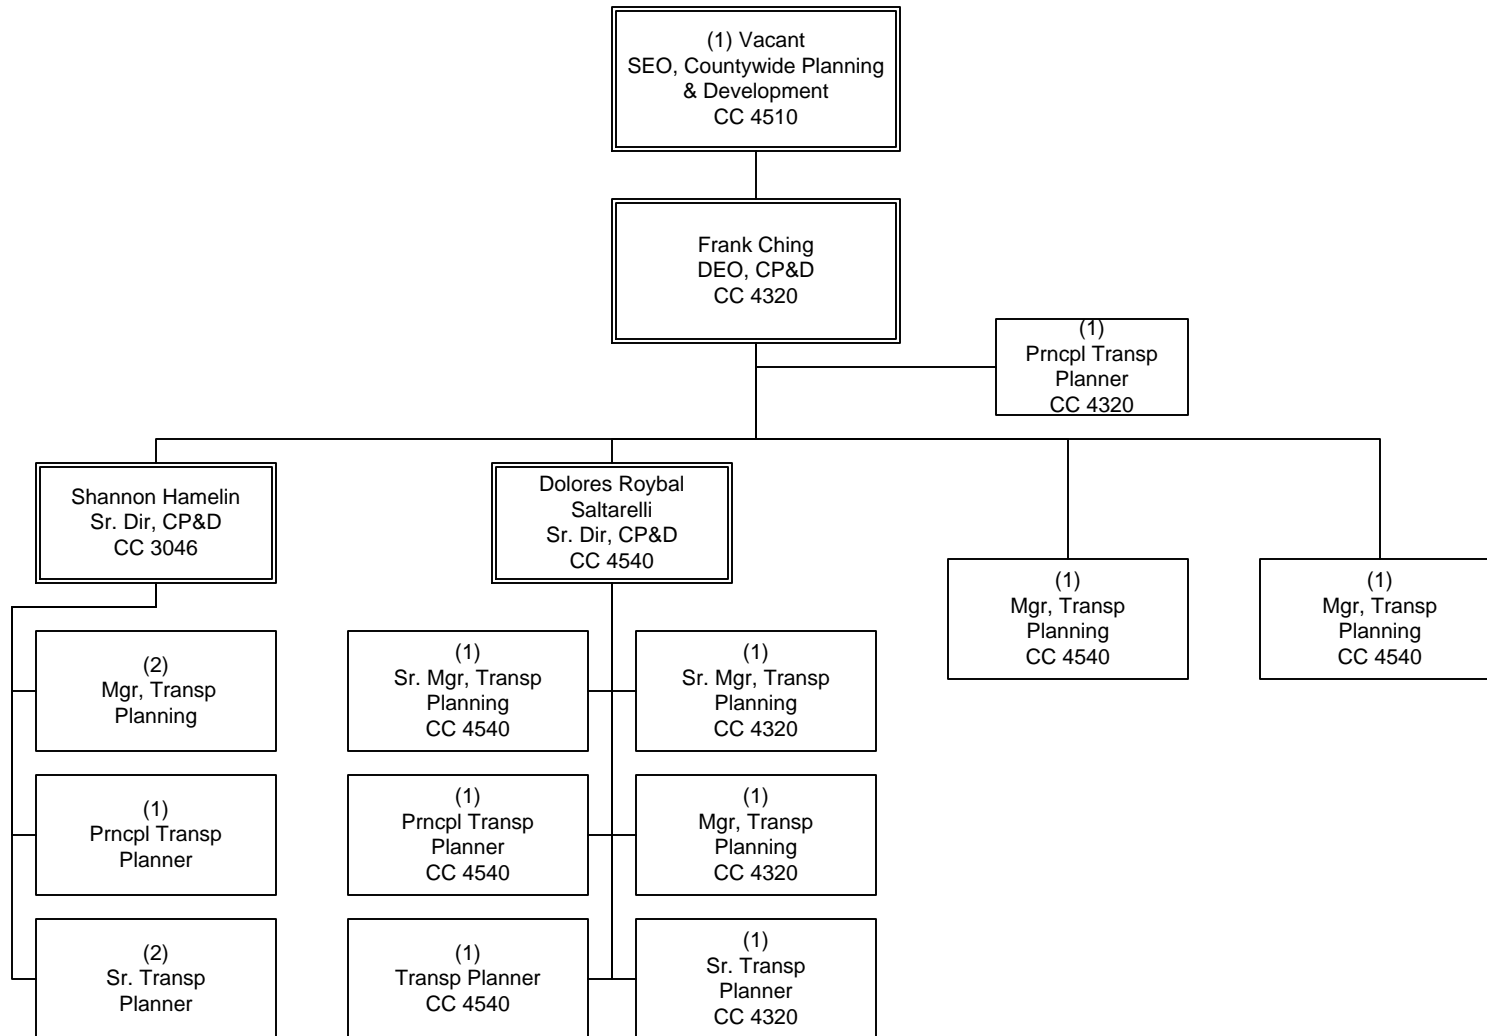 (1) Vacant
SEO, Countywide Planning
& Development
CC 4510
Frank Ching
DEO, CP&D
CC 4320
(1)
Prncpl Transp
Planner
CC 4320
Shannon Hamelin
Sr. Dir, CP&D
CC 3046
Dolores Roybal
Saltarelli
Sr. Dir, CP&D
CC 4540
(1)
Mgr, Transp
Planning
CC 4540
(1)
Mgr, Transp
Planning
CC 4540
(2)
Mgr, Transp
Planning
(1)
Prncpl Transp
Planner
(2)
Sr. Transp
Planner
(1)
Sr. Mgr, Transp
Planning
CC 4540
(1)
Sr. Mgr, Transp
Planning
CC 4320
(1)
Prncpl Transp
Planner
CC 4540
(1)
Mgr, Transp
Planning
CC 4320
(1)
Transp Planner
CC 4540
(1)
Sr. Transp
Planner
CC 4320